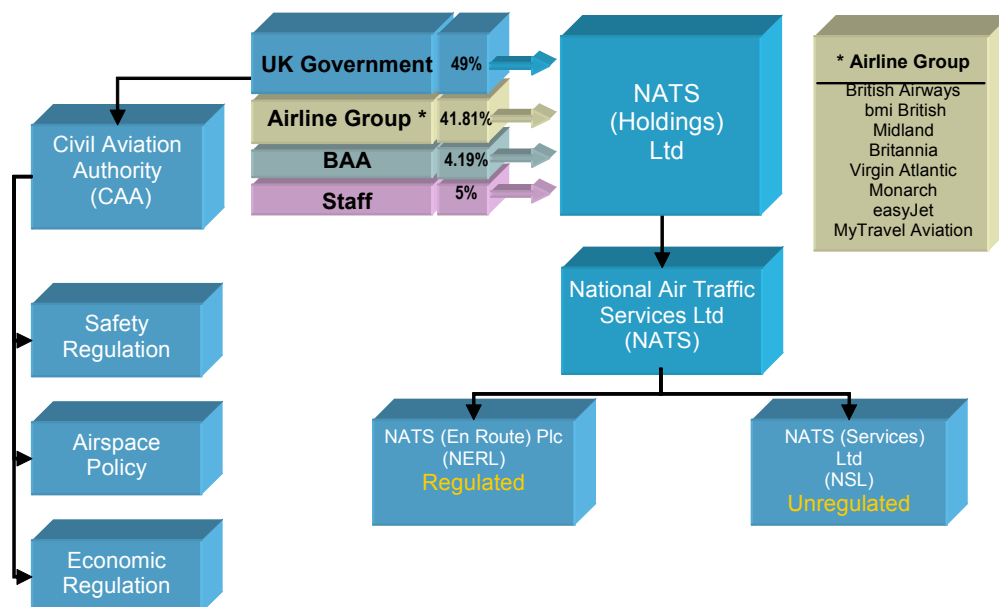 UK Government 49%
Airline Group * 41.81%
BAA 4.19%
Staff 5%
NATS
(Holdings)
Ltd
* Airline Group
British Airways
bmi British
Midland
Britannia
Virgin Atlantic
Monarch
easyJet
MyTravel Aviation
Civil Aviation
Authority
(CAA)
National Air Traffic
Services Ltd
(NATS)
Safety
Regulation
Airspace
Policy
Economic
Regulation
NATS (En Route) Plc
(NERL)
Regulated
NATS (Services)
Ltd
(NSL)
Unregulated